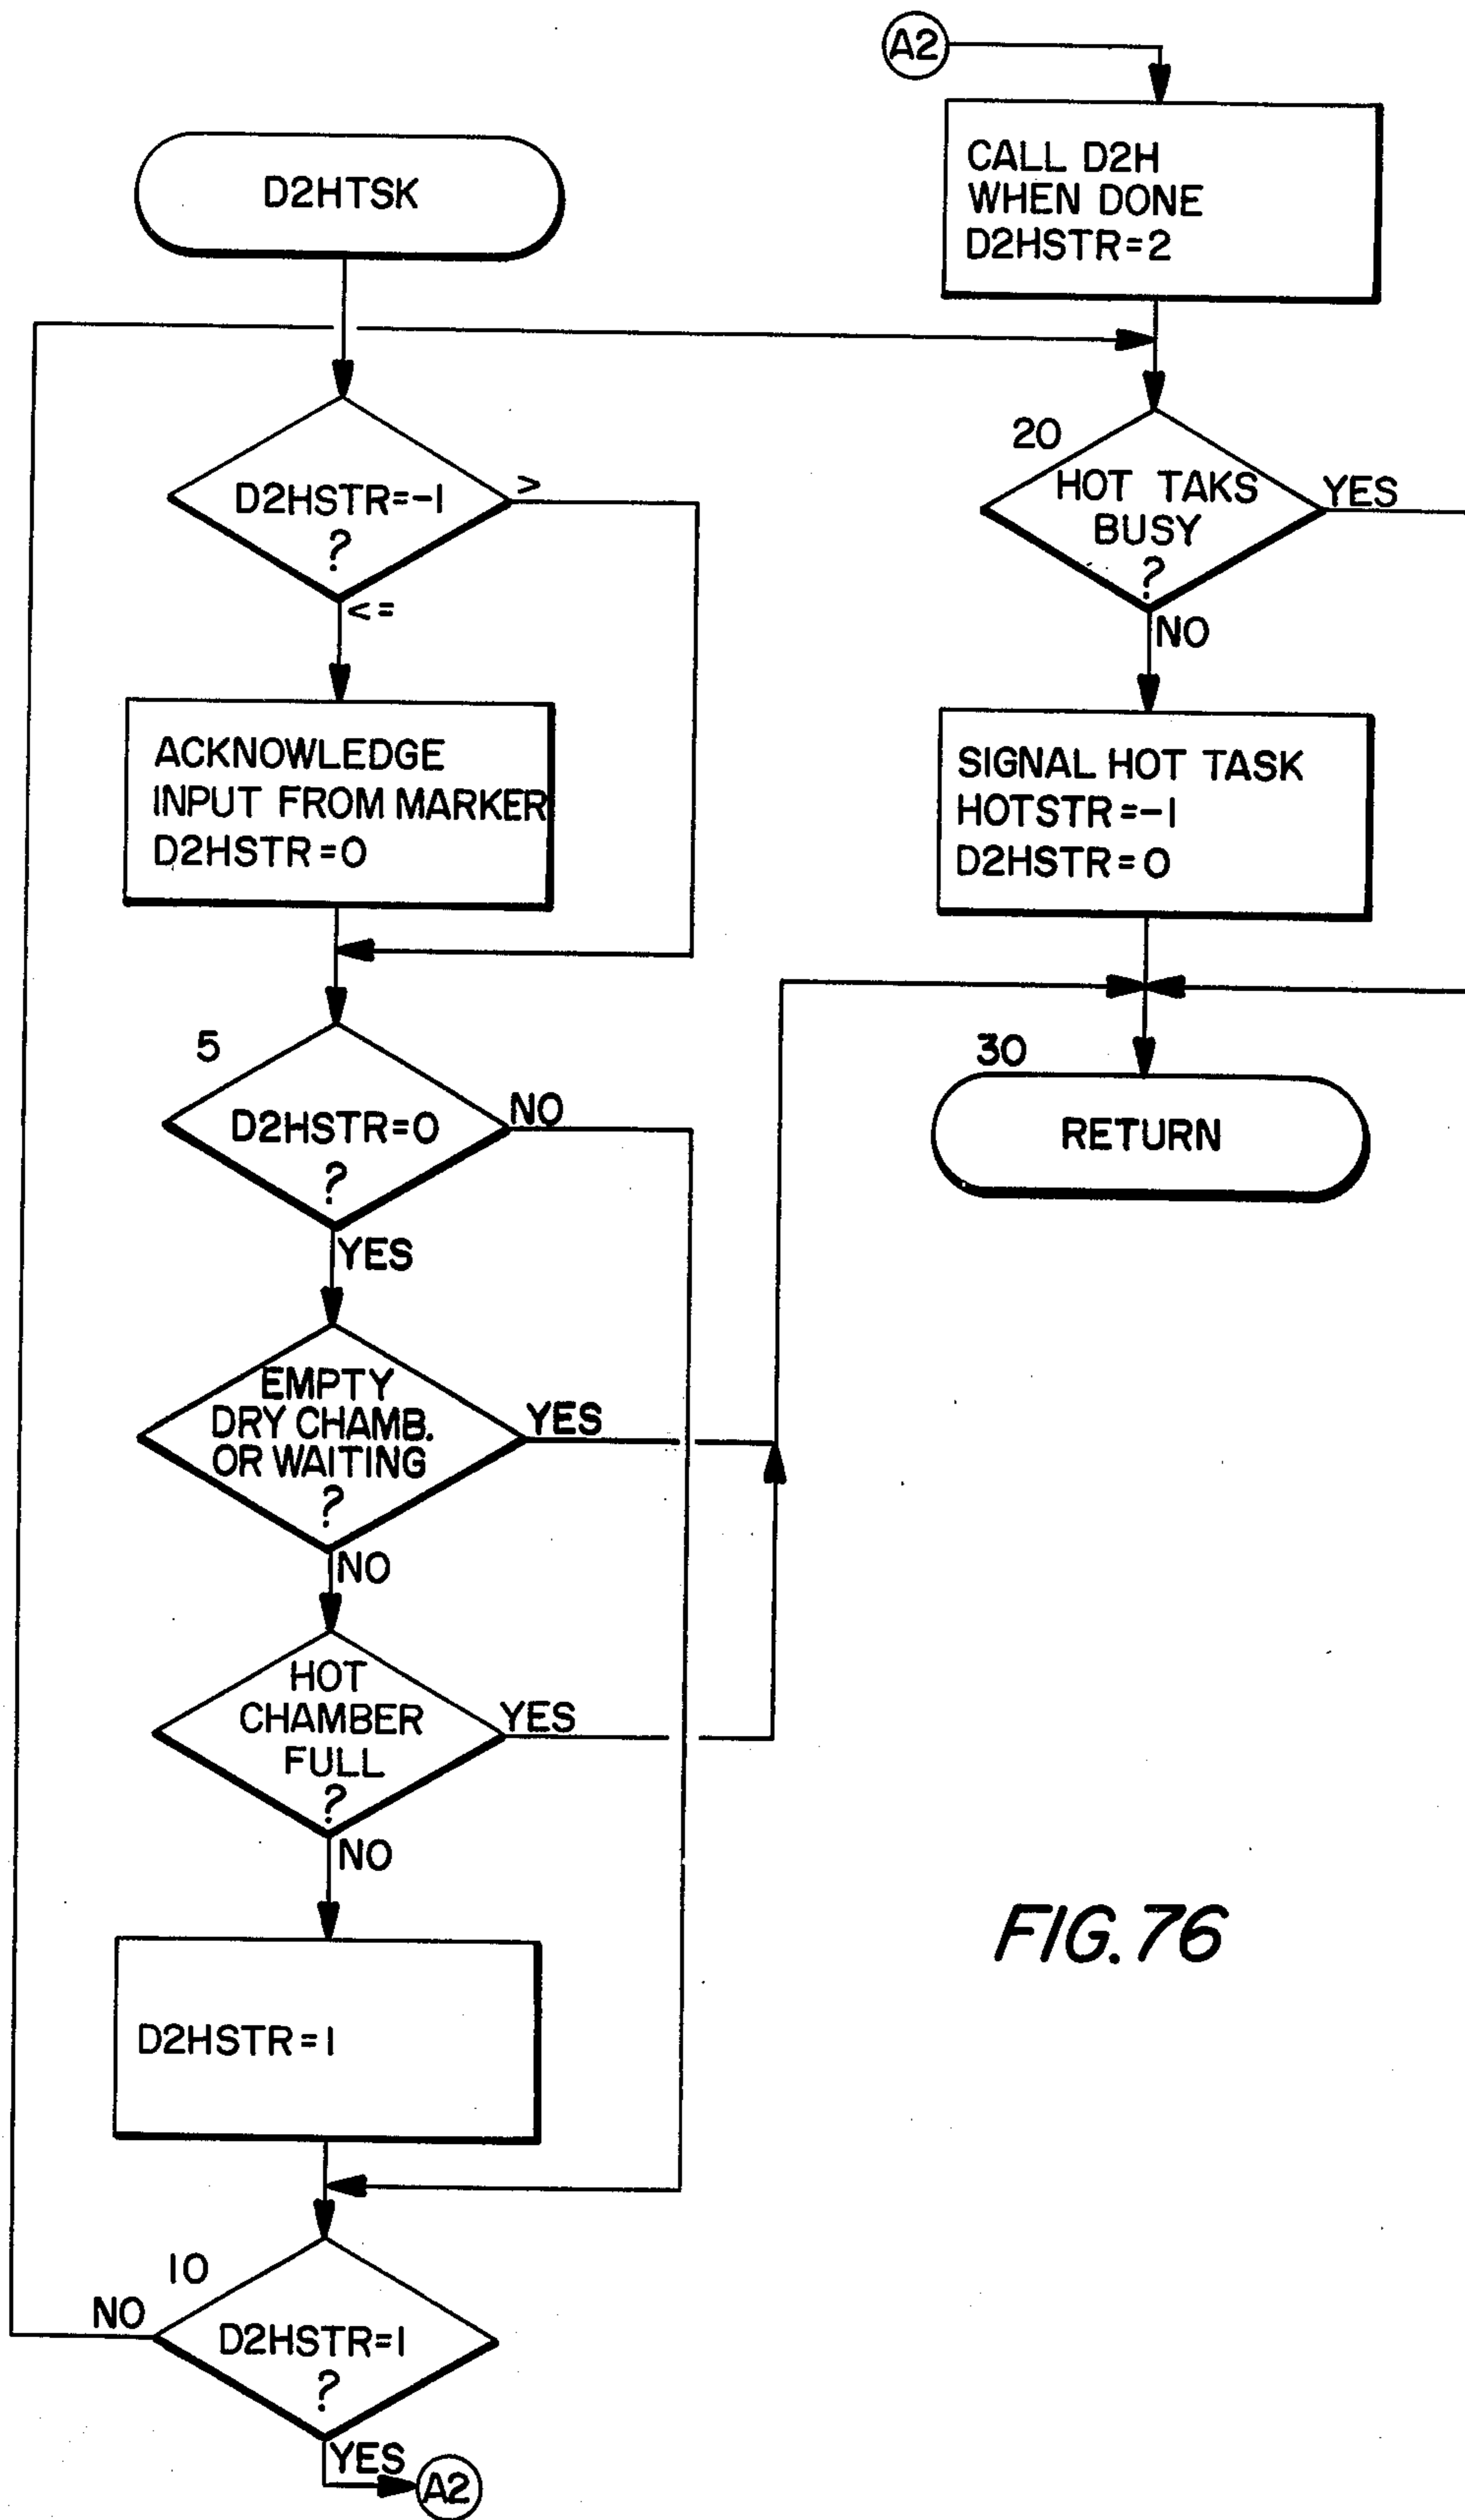 D2HTSK
D2HSTR=-1
?
>
<=
ACKNOWLEDGE
INPUT FROM MARKER
D2HSTR=0
5
D2HSTR=0
?
NO
YES
EMPTY
DRY CHAMB.
OR WAITING
?
YES
NO
HOT
CHAMBER
FULL
?
YES
NO
D2HSTR=1
10
D2HSTR=1
?
NO
YES
A2
A2
CALL D2H
WHEN DONE
D2HSTR=2
20
HOT TAKS
BUSY
?
YES
NO
SIGNAL HOT TASK
HOTSTR=-1
D2HSTR=0
30
RETURN
FIG. 76